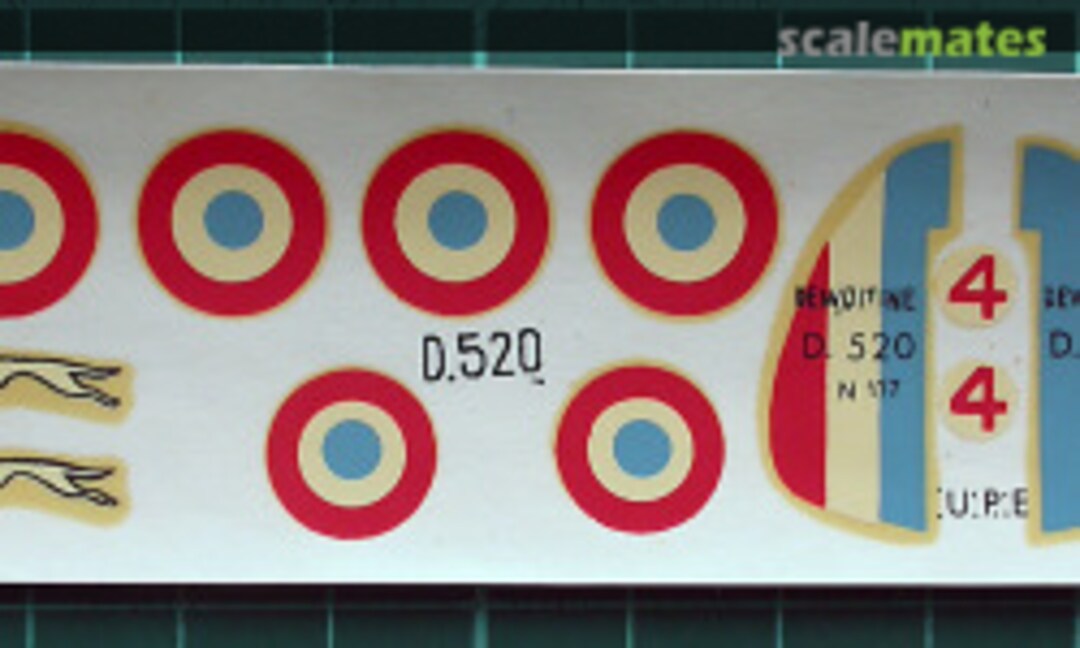 scalemates
D.520
DEWOITINE
D. 520
4
4
D.